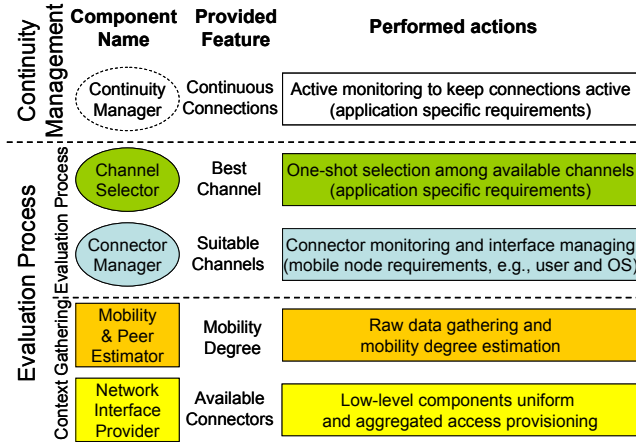 Component Name
Provided Feature
Performed actions
Continuity Management
Continuity
Manager
Continuous
Connections
Active monitoring to keep connections active
(application specific requirements)
Evaluation Process
Evaluation Process
Channel
Selector
Best
Channel
One-shot selection among available channels
(application specific requirements)
Connector
Manager
Suitable
Channels
Connector monitoring and interface managing
(mobile node requirements, e.g., user and OS)
Context Gathering
Mobility
& Peer
Estimator
Mobility
Degree
Raw data gathering and
mobility degree estimation
Network
Interface
Provider
Available
Connectors
Low-level components uniform
and aggregated access provisioning